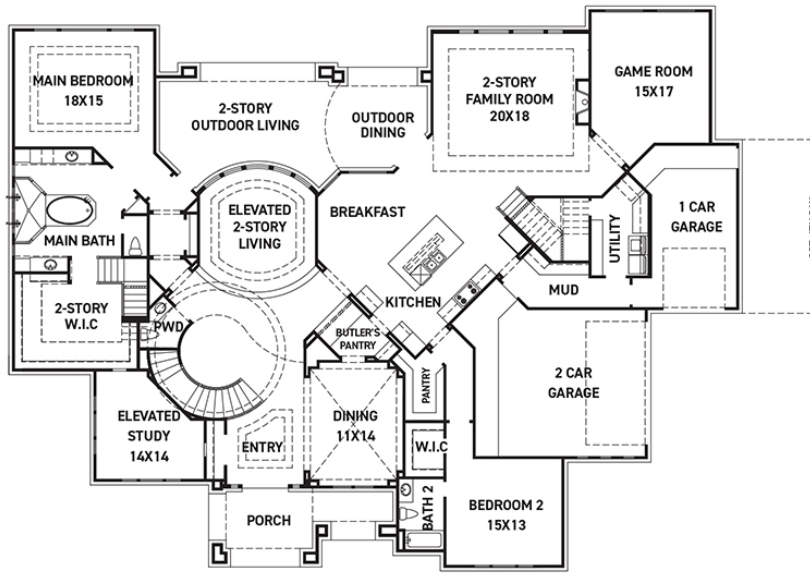 MAIN BEDROOM
18X15
2-STORY
OUTDOOR LIVING
OUTDOOR
DINING
2-STORY
FAMILY ROOM
20X18
GAME ROOM
15X17
ELEVATED
2-STORY
LIVING
BREAKFAST
MAIN BATH
UTILITY
1 CAR
GARAGE
2-STORY
W.I.C
PWD
KITCHEN
MUD
BUTLER'S
PANTRY
PANTRY
2 CAR
GARAGE
ELEVATED
STUDY
14X14
ENTRY
DINING
11X14
W.I.C
BATH 2
BEDROOM 2
15X13
PORCH